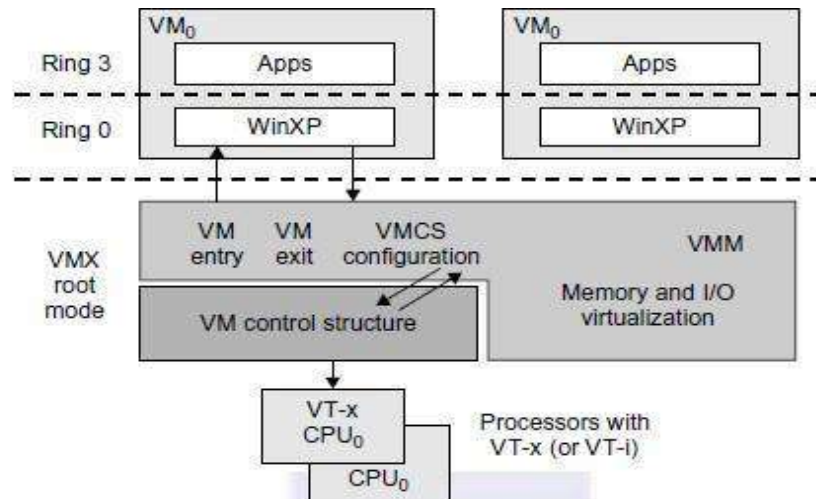 VM0
VM0
Ring 3
Apps
Apps
Ring 0
WinXP
WinXP
VMX
root
mode
VM
entry
VM
exit
VMCS
configuration
VMM
Memory and I/O
virtualization
VM control structure
VT-x
CPU0
Processors with
VT-x (or VT-i)
CPU0